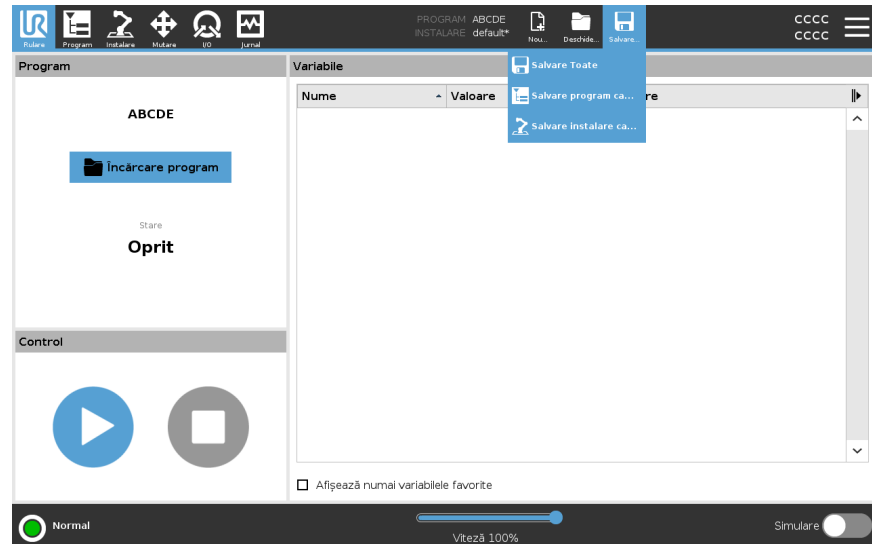 PROGRAM ABCDE
INSTALARE default*
cccc
cccc
Rulare Program Instalare Mutare I/O Jurnal Nou... Deschide... Salvare...
Program
Variabile
Salvare Toate
Salvare program ca...
Salvare instalare ca...
Nume Valoare re
ABCDE
Încărcare program
Stare
Oprit
Control
Afișează numai variabilele favorite
Normal
Viteză 100%
Simulare